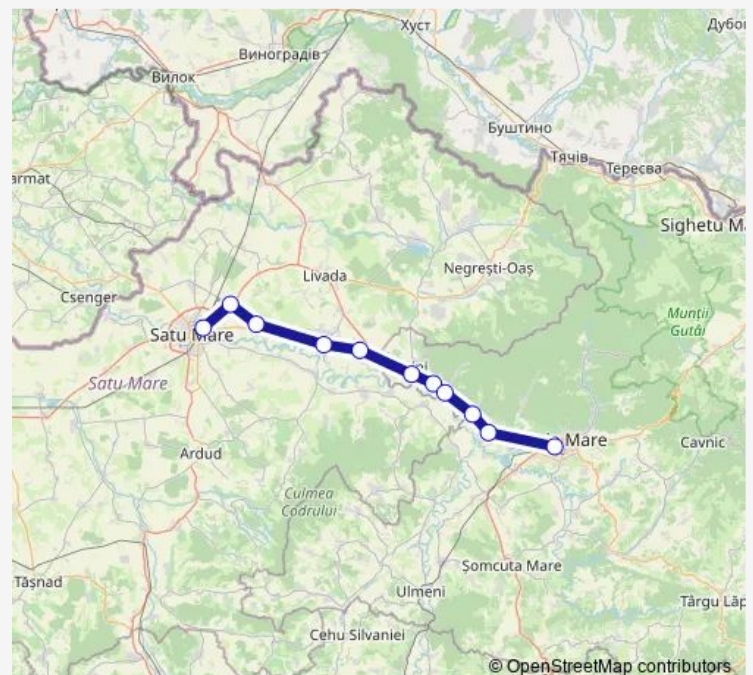 Хуст
Дубо
Виноградів
Вилок
Буштино
Тячів
Тересва
armat
Sighetu Ma
Negrești-Oaș
Livada
Csenger
Munții
Gutâi
Satu Mare
Satu Mare
Mare
Cavnic
Ardud
Culmea
Codrului
Șomcuta Mare
Tășnad
Ulmeni
Târgu Lăp
Cehu Silvaniei
© OpenStreetMap contributors